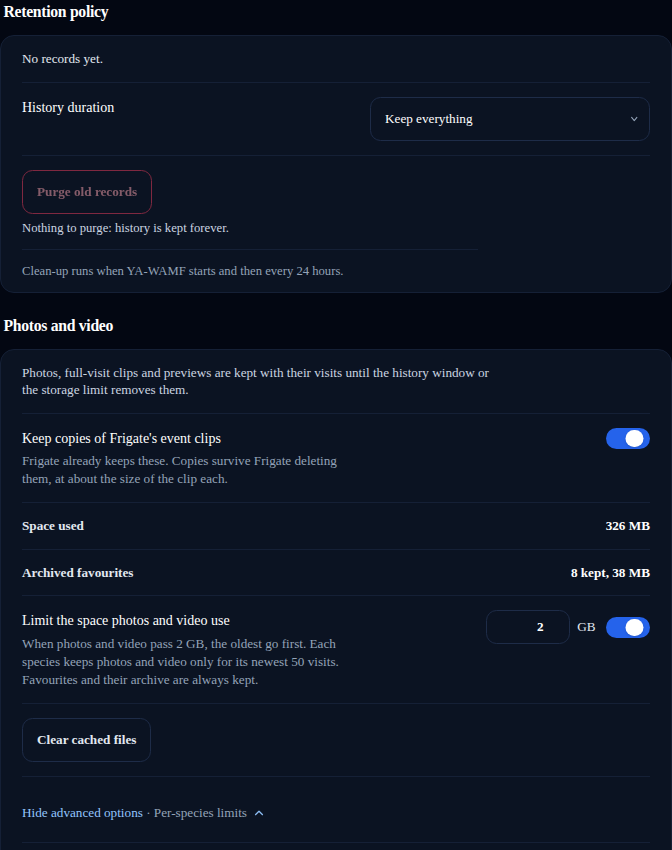 Retention policy
No records yet.
History duration
Keep everything
Purge old records
Nothing to purge: history is kept forever.
Clean-up runs when YA-WAMF starts and then every 24 hours.
Photos and video
Photos, full-visit clips and previews are kept with their visits until the history window or
the storage limit removes them.
Keep copies of Frigate's event clips
Frigate already keeps these. Copies survive Frigate deleting
them, at about the size of the clip each.
Space used
326 MB
Archived favourites
8 kept, 38 MB
Limit the space photos and video use
2 GB
When photos and video pass 2 GB, the oldest go first. Each
species keeps photos and video only for its newest 50 visits.
Favourites and their archive are always kept.
Clear cached files
Hide advanced options · Per-species limits